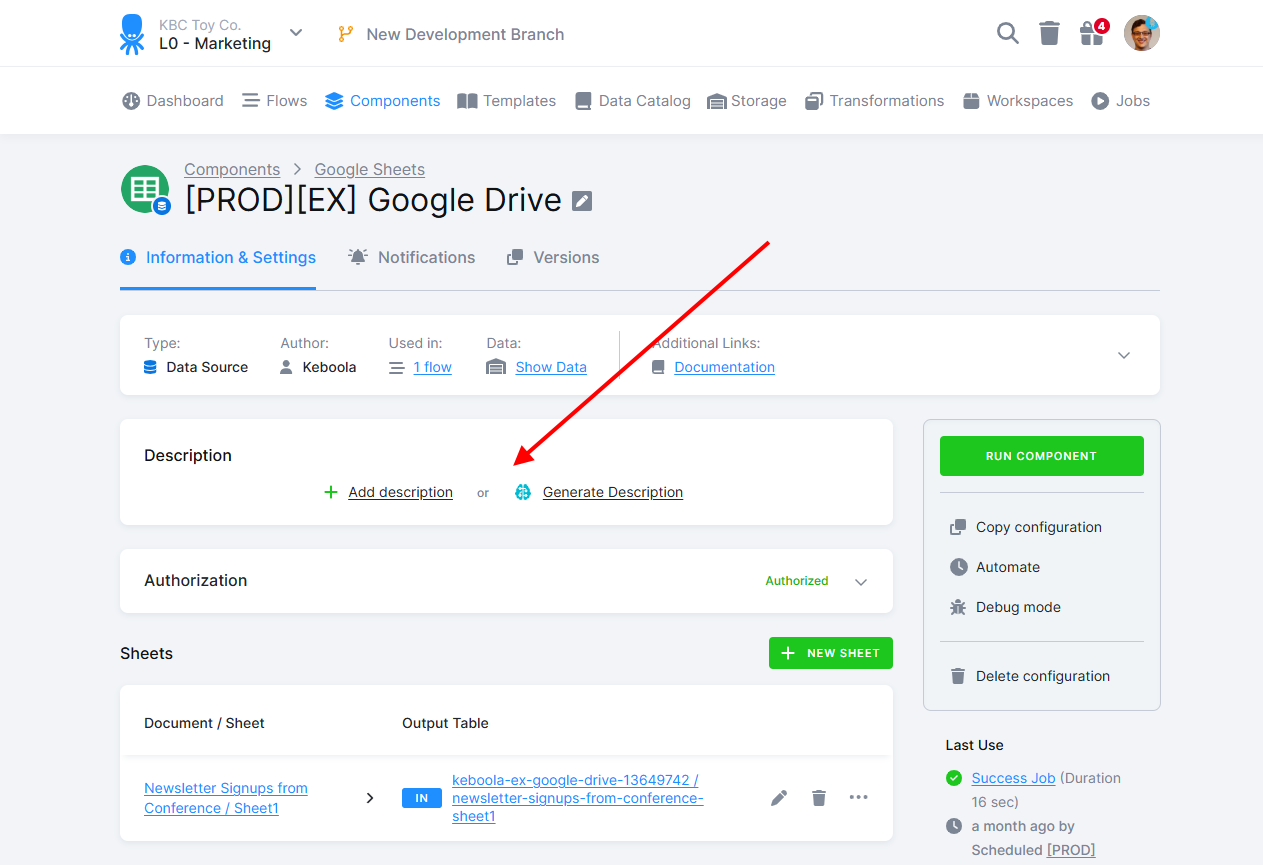 KBC Toy Co.
L0 - Marketing
New Development Branch
4
Dashboard
Flows
Components
Templates
Data Catalog
Storage
Transformations
Workspaces
Jobs
Components > Google Sheets
[PROD][EX] Google Drive
Information & Settings
Notifications
Versions
Type:
Data Source
Author:
Keboola
Used in:
1 flow
Data:
Show Data
Additional Links:
Documentation
Description
Add description or Generate Description
Authorization
Authorized
Sheets
NEW SHEET
Document / Sheet
Output Table
Newsletter Signups from
Conference / Sheet1
IN
keboola-ex-google-drive-13649742 /
newsletter-signups-from-conference-
sheet1
RUN COMPONENT
Copy configuration
Automate
Debug mode
Delete configuration
Last Use
Success Job (Duration
16 sec)
a month ago by
Scheduled [PROD]